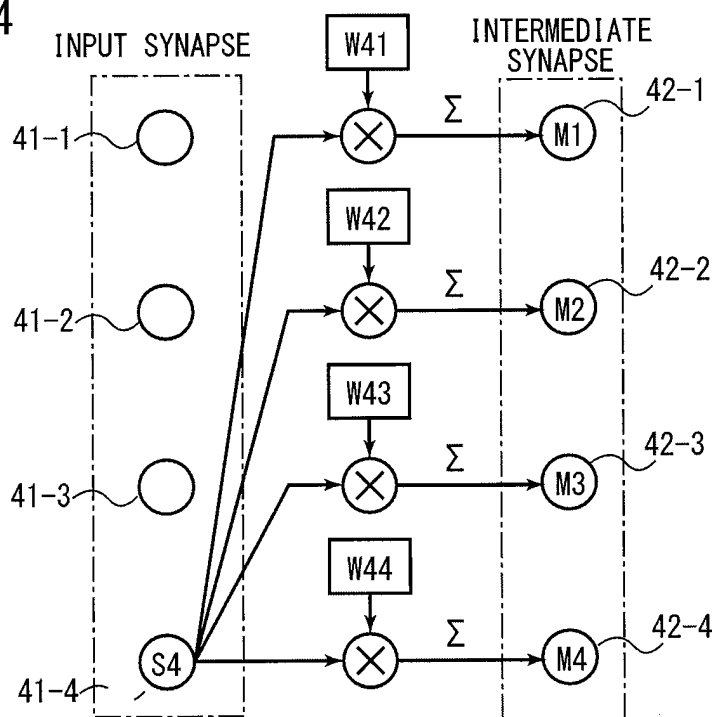 4
INPUT SYNAPSE
INTERMEDIATE
SYNAPSE
W41
41-1
Σ
M1
42-1
W42
41-2
Σ
M2
42-2
W43
41-3
Σ
M3
42-3
W44
41-4
S4
Σ
M4
42-4